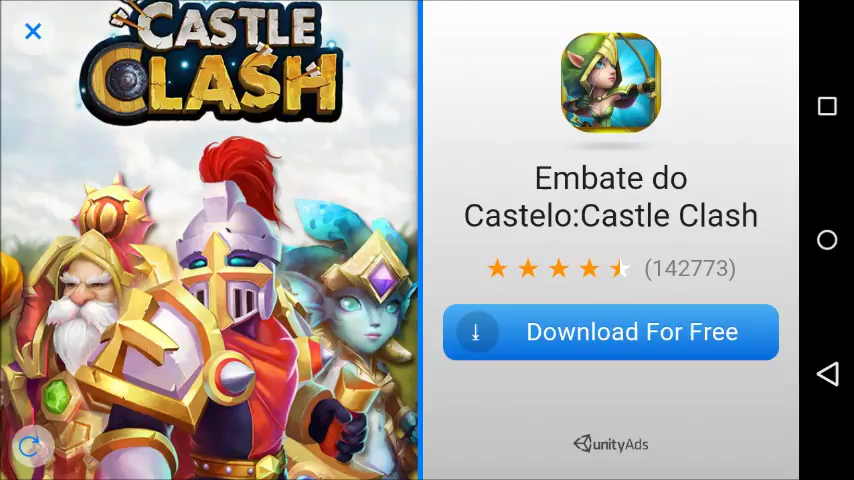 CASTLE
CLASH
Embate do
Castelo:Castle Clash
(142773)
Download For Free
unityAds